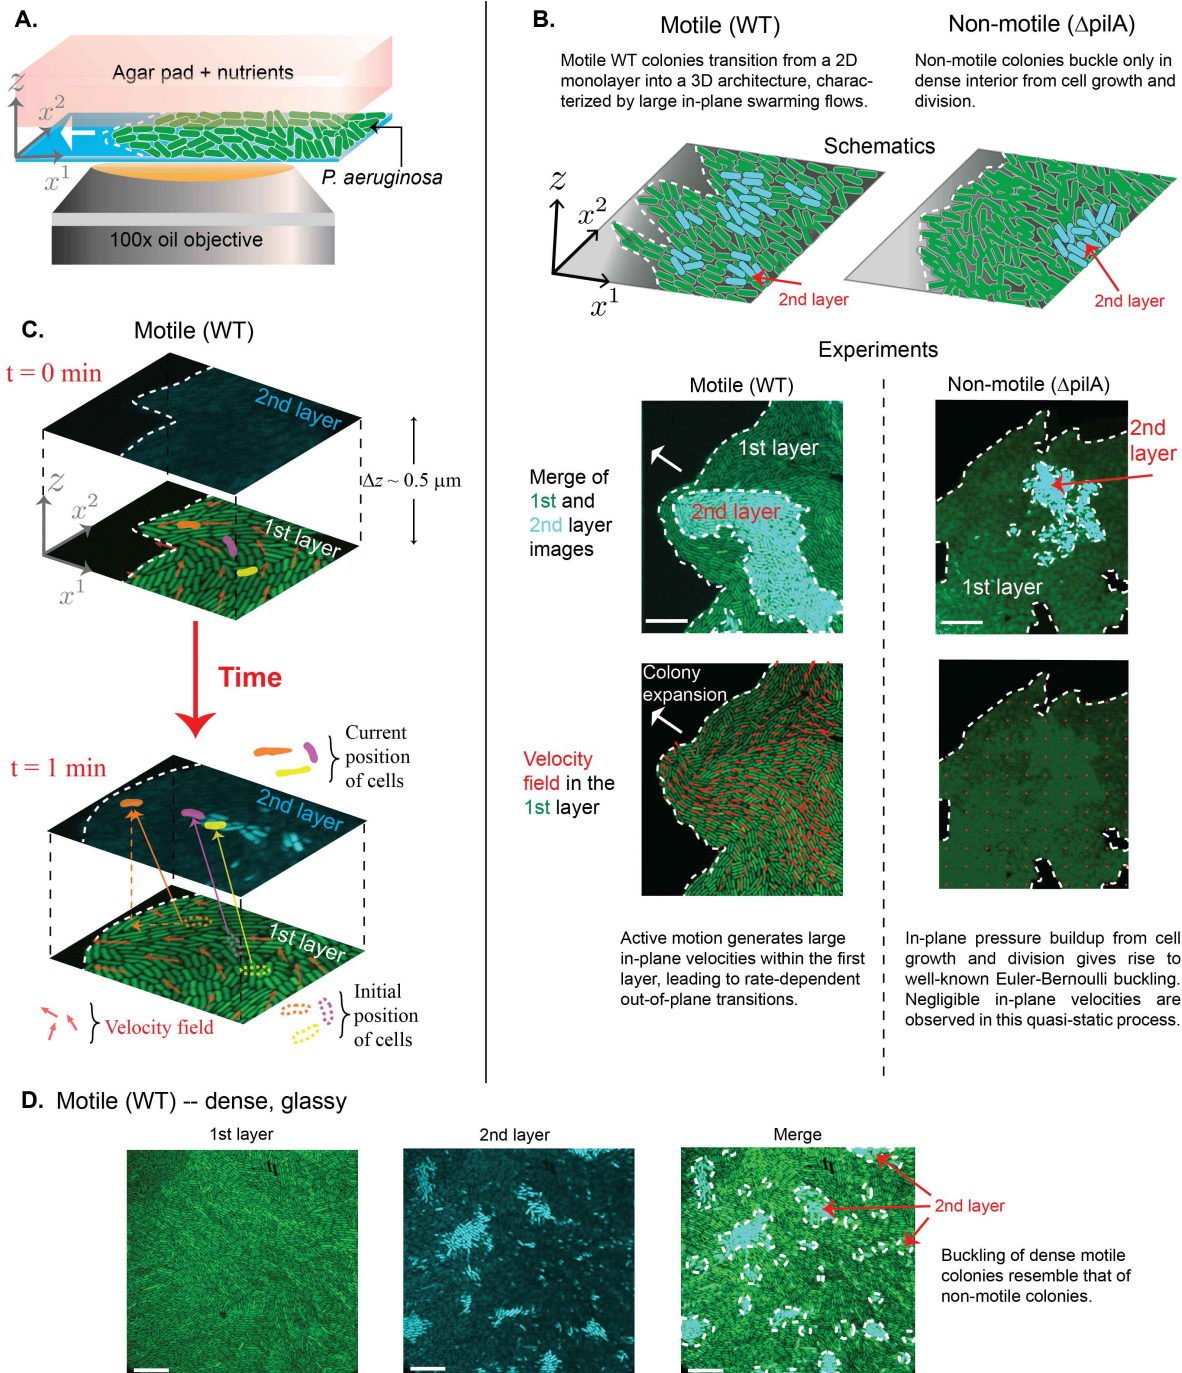 A.
Agar pad + nutrients
z
x²
x¹
P. aeruginosa
100x oil objective
B.
Motile (WT)
Motile WT colonies transition from a 2D
monolayer into a 3D architecture, charac-
terized by large in-plane swarming flows.
Non-motile (ΔpilA)
Non-motile colonies buckle only in
dense interior from cell growth and
division.
Schematics
z
x²
x¹
2nd layer
2nd layer
Experiments
Motile (WT)
Non-motile (ΔpilA)
Merge of
1st and
2nd layer
images
1st layer
2nd layer
2nd
layer
1st layer
Velocity
field in the
1st layer
Colony
expansion
Active motion generates large
in-plane velocities within the first
layer, leading to rate-dependent
out-of-plane transitions.
In-plane pressure buildup from cell
growth and division gives rise to
well-known Euler-Bernoulli buckling.
Negligible in-plane velocities are
observed in this quasi-static process.
C.
Motile (WT)
t = 0 min
2nd layer
Δz ~ 0.5 μm
z
x²
x¹
1st layer
Time
t = 1 min
Current
position
of cells
2nd layer
1st layer
Velocity field
Initial
position
of cells
D. Motile (WT) -- dense, glassy
1st layer
2nd layer
Merge
2nd layer
Buckling of dense motile
colonies resemble that of
non-motile colonies.